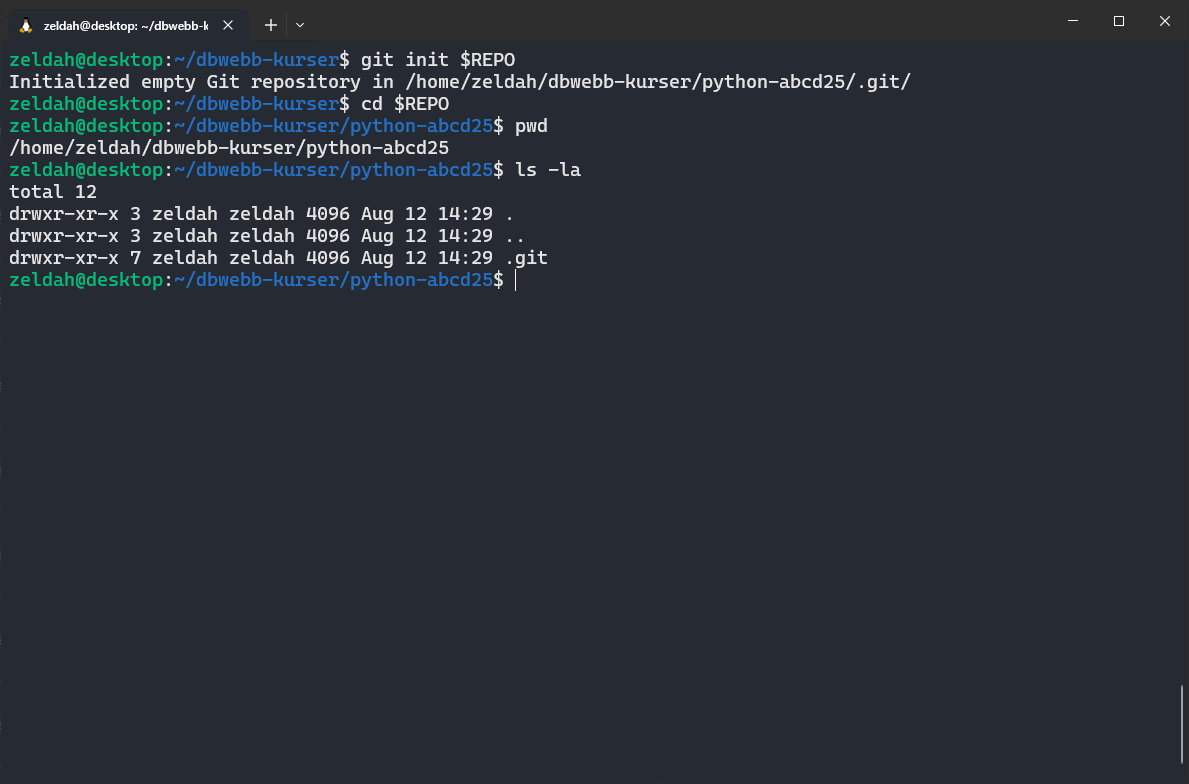 zeldah@desktop: ~/dbwebb-k
zeldah@desktop:~/dbwebb-kurser$ git init $REPO
Initialized empty Git repository in /home/zeldah/dbwebb-kurser/python-abcd25/.git/
zeldah@desktop:~/dbwebb-kurser$ cd $REPO
zeldah@desktop:~/dbwebb-kurser/python-abcd25$ pwd
/home/zeldah/dbwebb-kurser/python-abcd25
zeldah@desktop:~/dbwebb-kurser/python-abcd25$ ls -la
total 12
drwxr-xr-x 3 zeldah zeldah 4096 Aug 12 14:29 .
drwxr-xr-x 3 zeldah zeldah 4096 Aug 12 14:29 ..
drwxr-xr-x 7 zeldah zeldah 4096 Aug 12 14:29 .git
zeldah@desktop:~/dbwebb-kurser/python-abcd25$